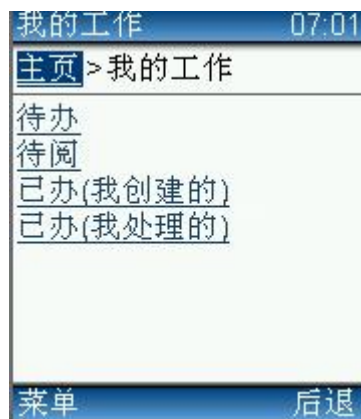 我的工作 07:01
主页>我的工作
待办
待阅
已办(我创建的)
已办(我处理的)
菜单 后退